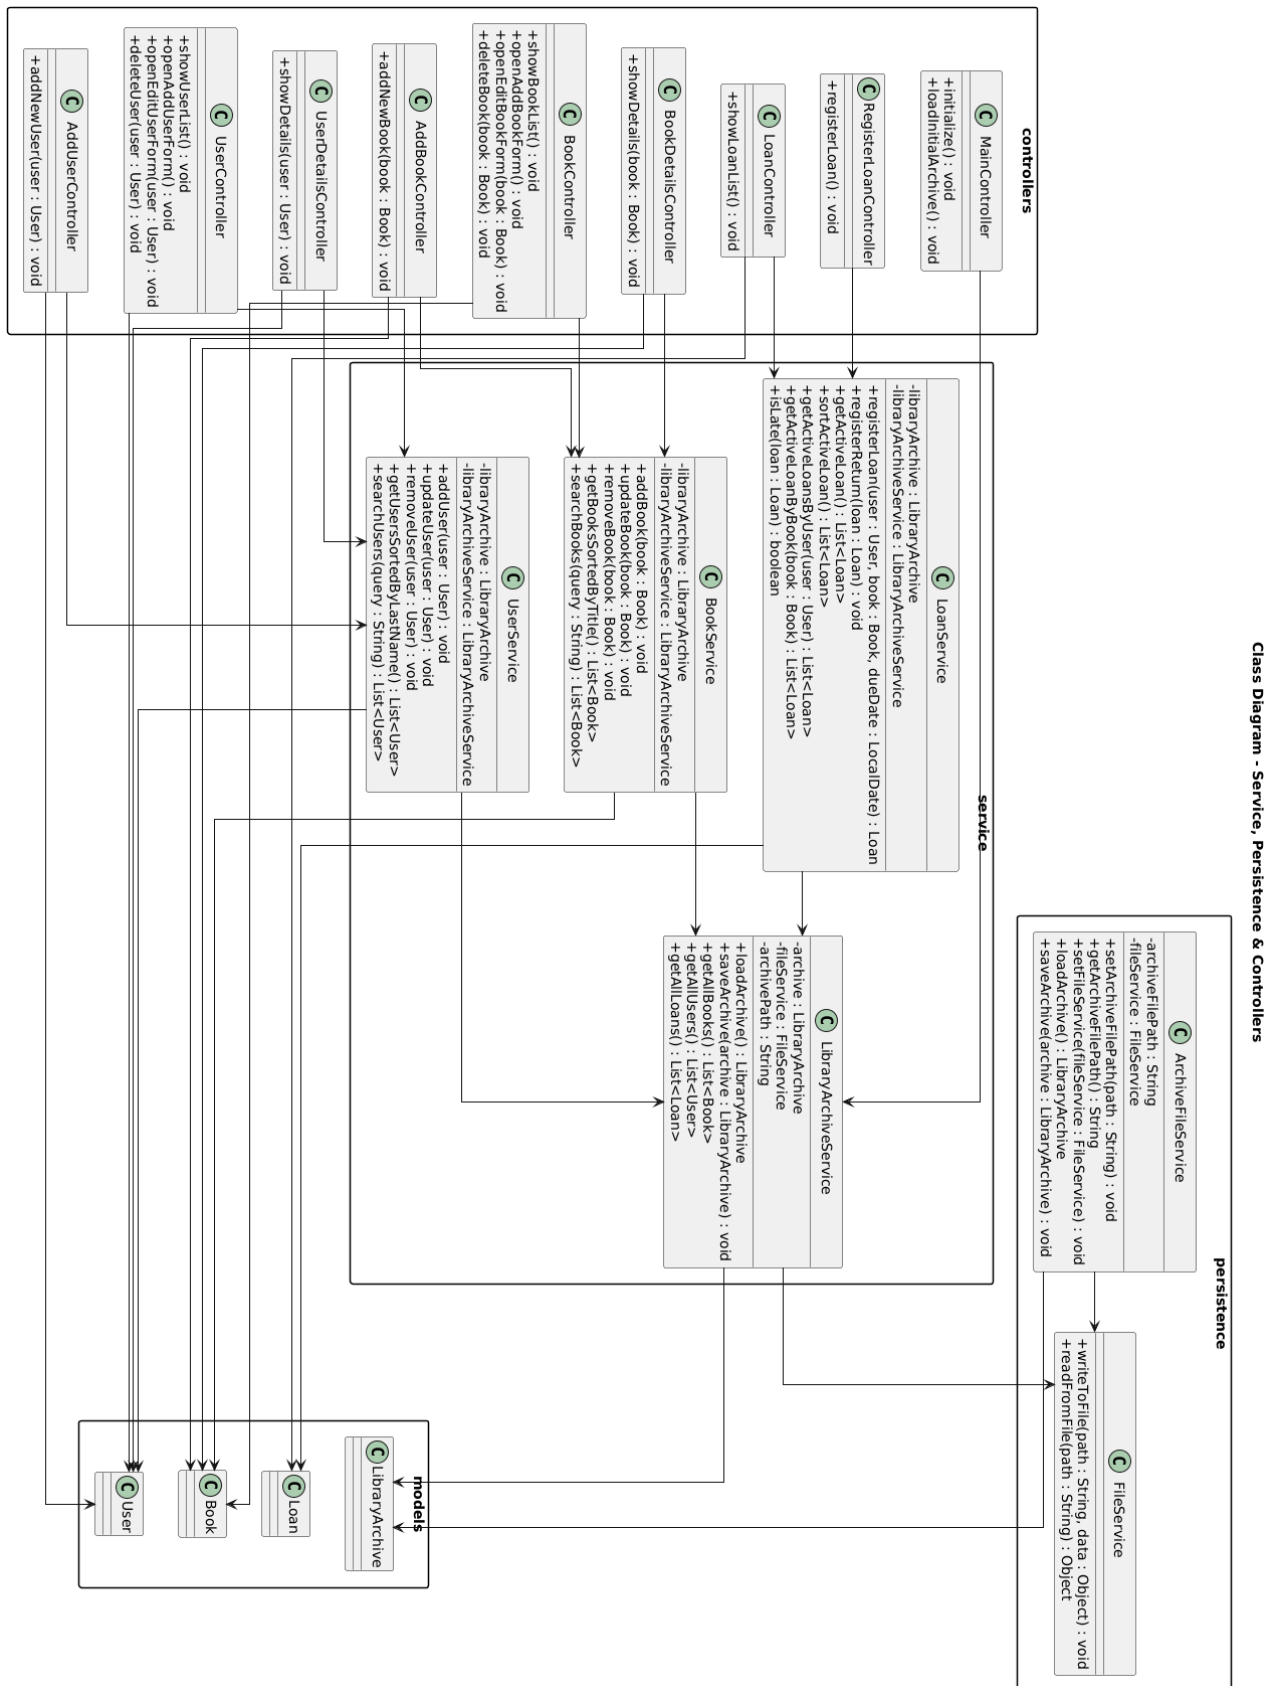 Class Diagram - Service, Persistence & Controllers
controllers
C MainController
+initialize() : void
+loadInitialArchive() : void
C RegisterLoanController
+registerLoan() : void
C LoanController
+showLoanList() : void
C BookDetailsController
+showDetails(book : Book) : void
C BookController
+showBookList() : void
+openAddBookForm() : void
+openEditBookForm(book : Book) : void
+deleteBook(book : Book) : void
C AddBookController
+addNewBook(book : Book) : void
C UserDetailsController
+showDetails(user : User) : void
C UserController
+showUserList() : void
+openAddUserForm() : void
+openEditUserForm(user : User) : void
+deleteUser(user : User) : void
C AddUserController
+addNewUser(user : User) : void
service
C LoanService
-libraryArchive : LibraryArchive
-libraryArchiveService : LibraryArchiveService
+registerLoan(user : User, book : Book, dueDate : LocalDate) : Loan
+registerReturn(loan : Loan) : void
+getActiveLoan() : List<Loan>
+sortActiveLoan() : List<Loan>
+getActiveLoansByUser(user : User) : List<Loan>
+getActiveLoanByBook(book : Book) : List<Loan>
+isLate(loan : Loan) : boolean
C BookService
-libraryArchive : LibraryArchive
-libraryArchiveService : LibraryArchiveService
+addBook(book : Book) : void
+updateBook(book : Book) : void
+removeBook(book : Book) : void
+getBooksSortedByTitle() : List<Book>
+searchBooks(query : String) : List<Book>
C UserService
-libraryArchive : LibraryArchive
-libraryArchiveService : LibraryArchiveService
+addUser(user : User) : void
+updateUser(user : User) : void
+removeUser(user : User) : void
+getUsersSortedByLastName() : List<User>
+searchUsers(query : String) : List<User>
C LibraryArchiveService
-archive : LibraryArchive
-fileService : FileService
-archivePath : String
+loadArchive() : LibraryArchive
+saveArchive(archive : LibraryArchive) : void
+getAllBooks() : List<Book>
+getAllUsers() : List<User>
+getAllLoans() : List<Loan>
persistence
C ArchiveFileService
-archiveFilePath : String
-fileService : FileService
+setArchiveFilePath(path : String) : void
+getArchiveFilePath() : String
+setFileService(fileService : FileService) : void
+loadArchive() : LibraryArchive
+saveArchive(archive : LibraryArchive) : void
C FileService
+writeToFile(path : String, data : Object) : void
+readFromFile(path : String) : Object
models
C LibraryArchive
C Loan
C Book
C User